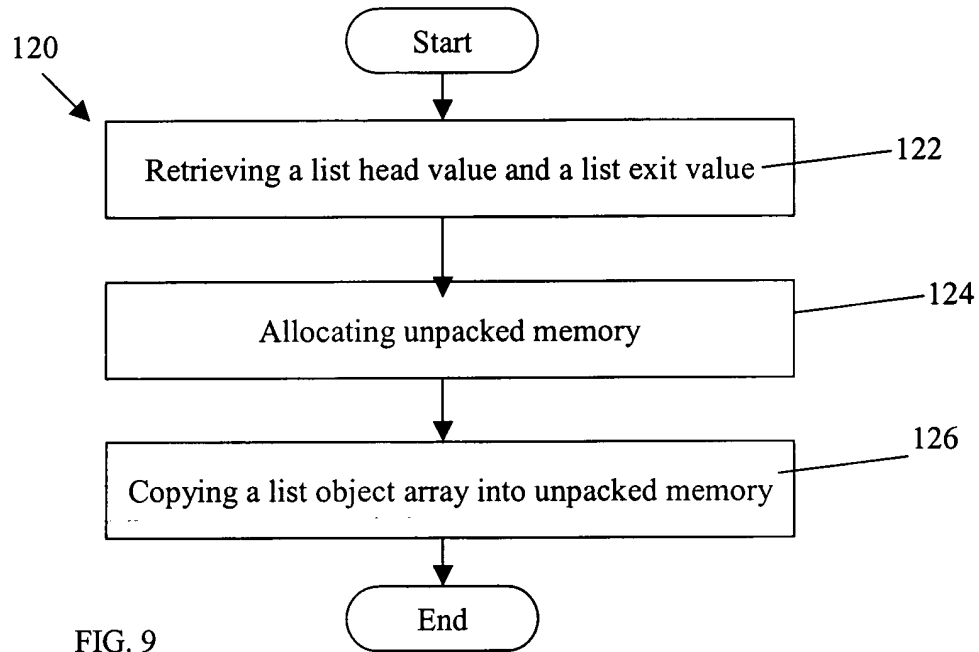 Start
120
Retrieving a list head value and a list exit value
122
Allocating unpacked memory
124
Copying a list object array into unpacked memory
126
End
FIG. 9